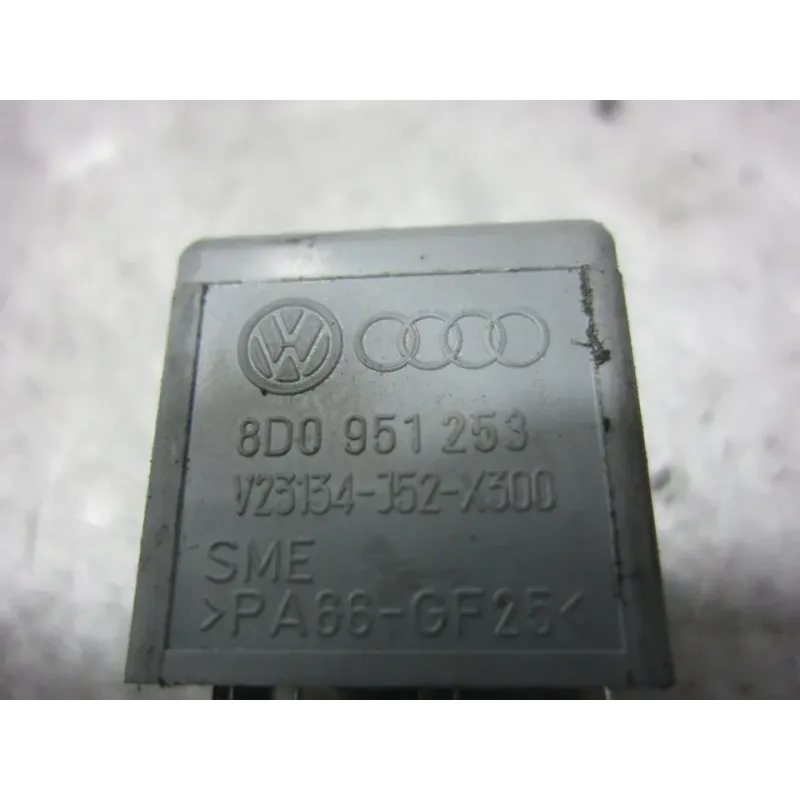 8D0 951 253
V23134-J52-X300
SME
>PA66-GF25<